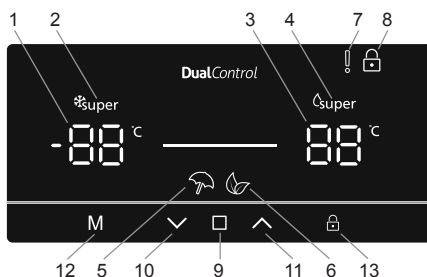 1 2 3 4 7 8
DualControl
super super
-88 °C 88 °C
M
12 5 10 9 11 6 13